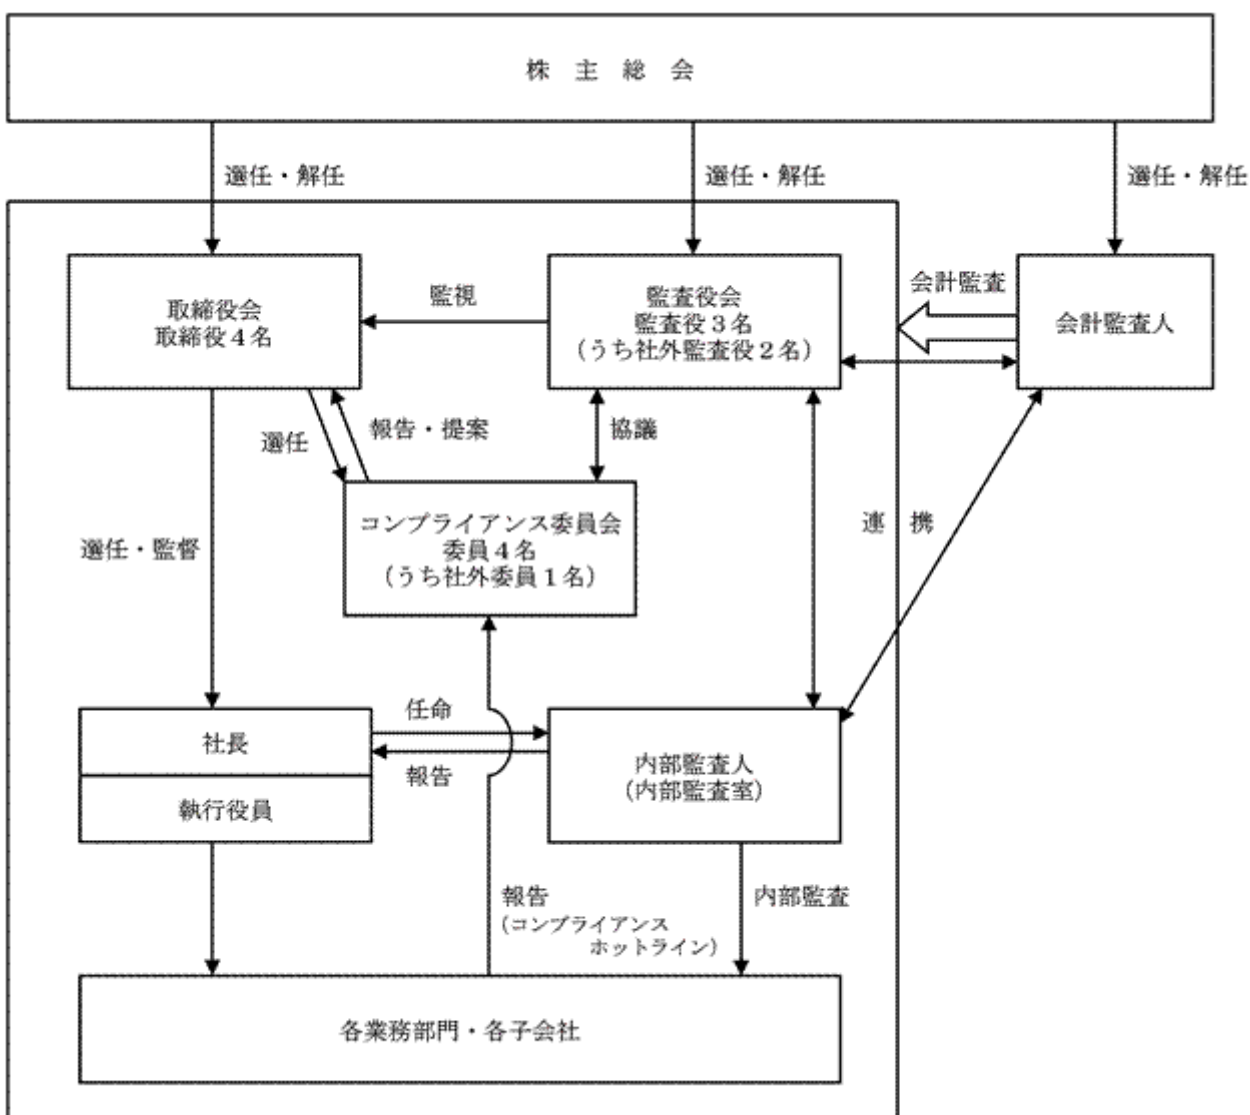 株主総会
選任・解任
選任・解任
選任・解任
取締役会
取締役4名
監視
監査役会
監査役3名
(うち社外監査役2名)
会計監査
会計監査人
選任
報告・提案
協議
コンプライアンス委員会
委員4名
(うち社外委員1名)
選任・監督
連携
社長
執行役員
任命
報告
内部監査人
(内部監査室)
報告
(コンプライアンス
ホットライン)
内部監査
各業務部門・各子会社